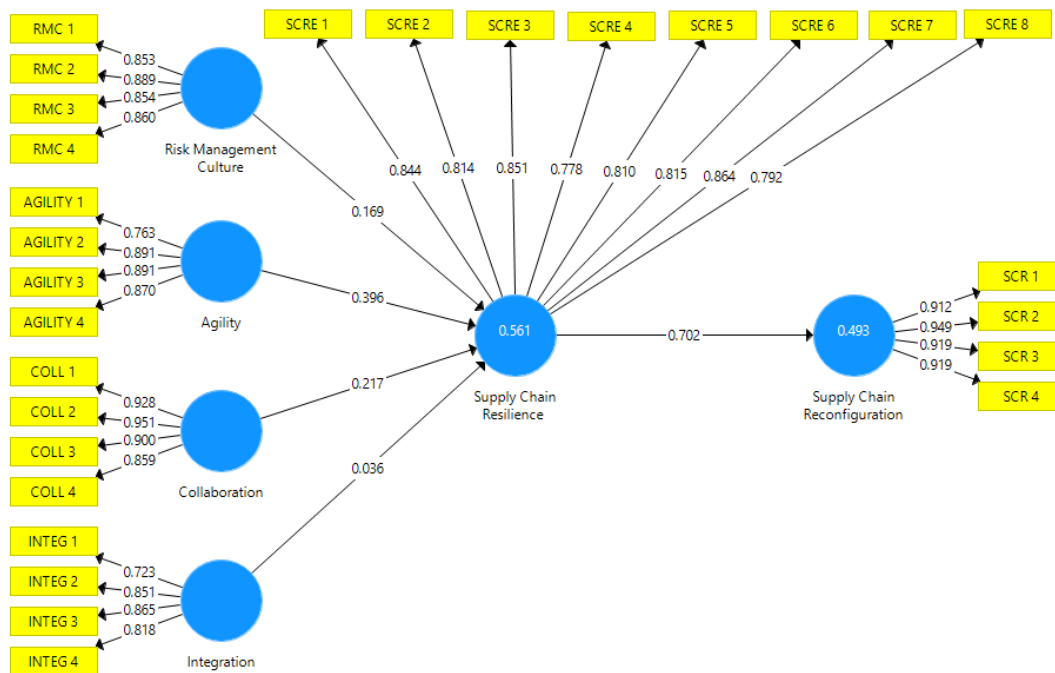 RMC 1
RMC 2
RMC 3
RMC 4
0.853
0.889
0.854
0.860
Risk Management
Culture
SCRE 1
SCRE 2
SCRE 3
SCRE 4
SCRE 5
SCRE 6
SCRE 7
SCRE 8
0.844
0.814
0.851
0.778
0.810
0.815
0.864
0.792
0.169
AGILITY 1
AGILITY 2
AGILITY 3
AGILITY 4
0.763
0.891
0.891
0.870
Agility
0.396
COLL 1
COLL 2
COLL 3
COLL 4
0.928
0.951
0.900
0.859
Collaboration
0.217
INTEG 1
INTEG 2
INTEG 3
INTEG 4
0.723
0.851
0.865
0.818
Integration
0.036
0.561
Supply Chain
Resilience
0.702
0.493
Supply Chain
Reconfiguration
0.912
0.949
0.919
0.919
SCR 1
SCR 2
SCR 3
SCR 4